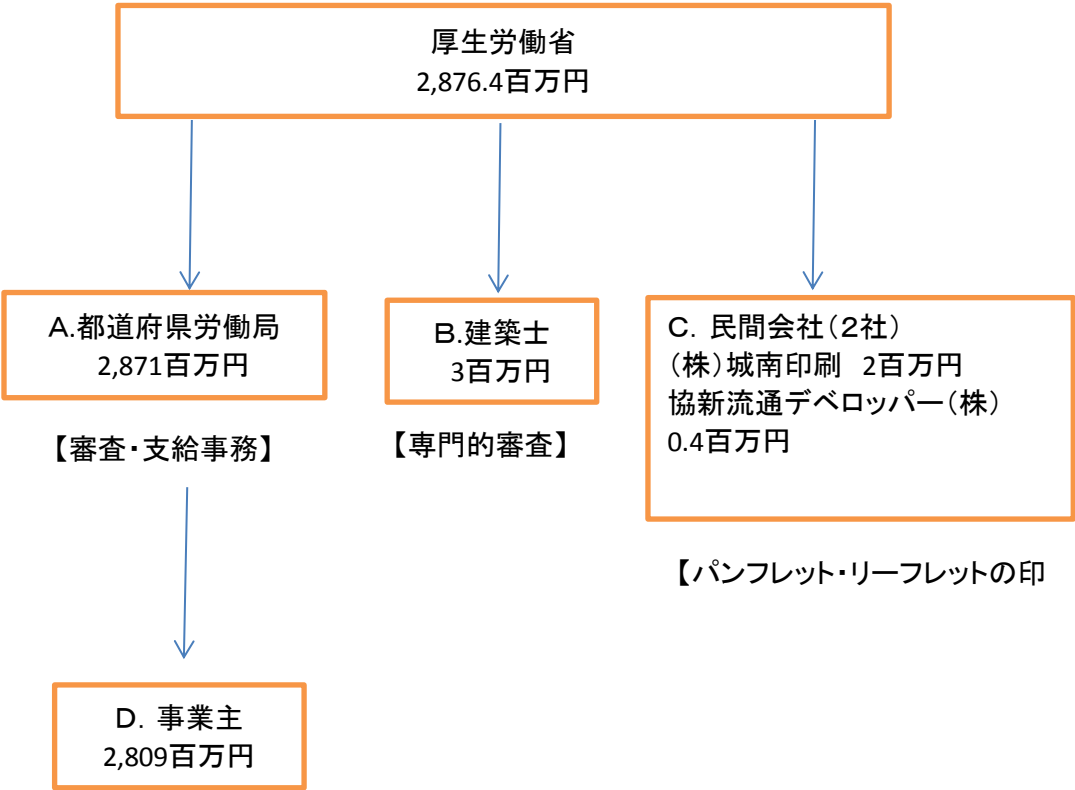 厚生労働省
2,876.4百万円
A.都道府県労働局
2,871百万円
【審査・支給事務】
B.建築士
3百万円
【専門的審査】
C. 民間会社(2社)
(株)城南印刷 2百万円
協新流通デベロッパー(株)
0.4百万円
【パンフレット・リーフレットの印
D. 事業主
2,809百万円